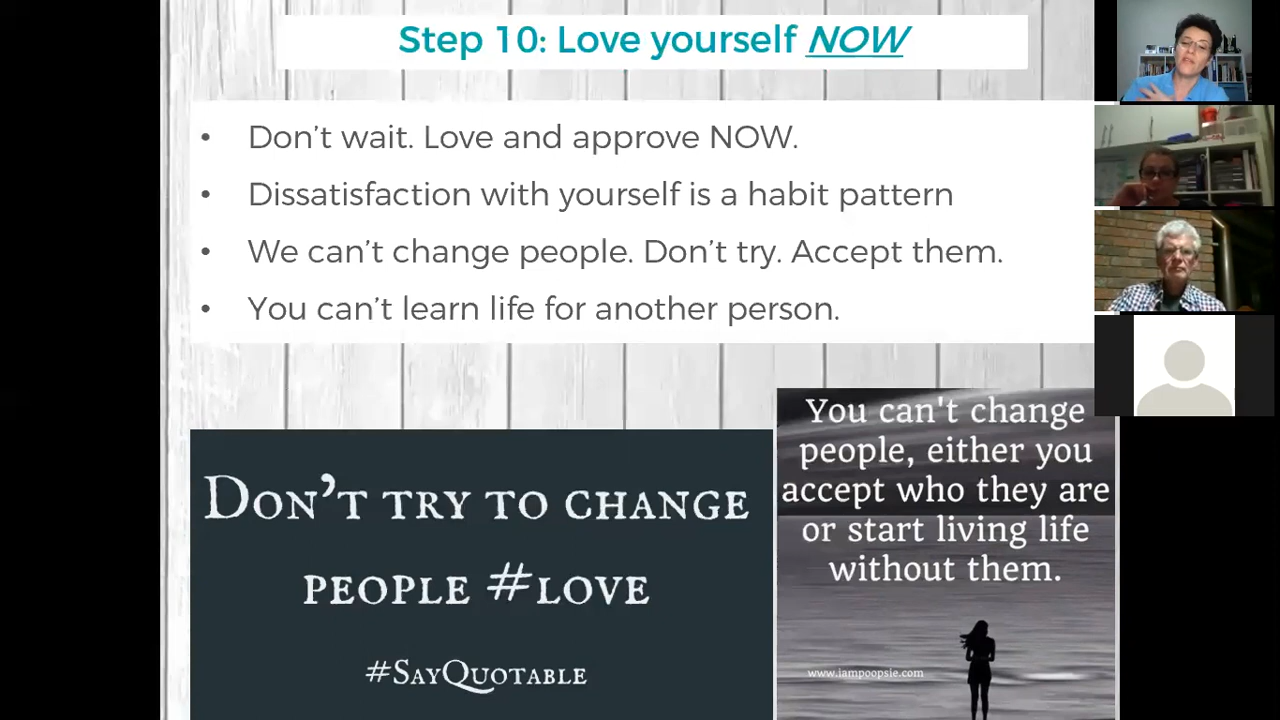 Step 10: Love yourself NOW
• Don't wait. Love and approve NOW.
• Dissatisfaction with yourself is a habit pattern
• We can't change people. Don't try. Accept them.
• You can't learn life for another person.
Don't try to change
people #love
#SayQuotable
You can't change
people, either you
accept who they are
or start living life
without them.
www.iampoopsie.com